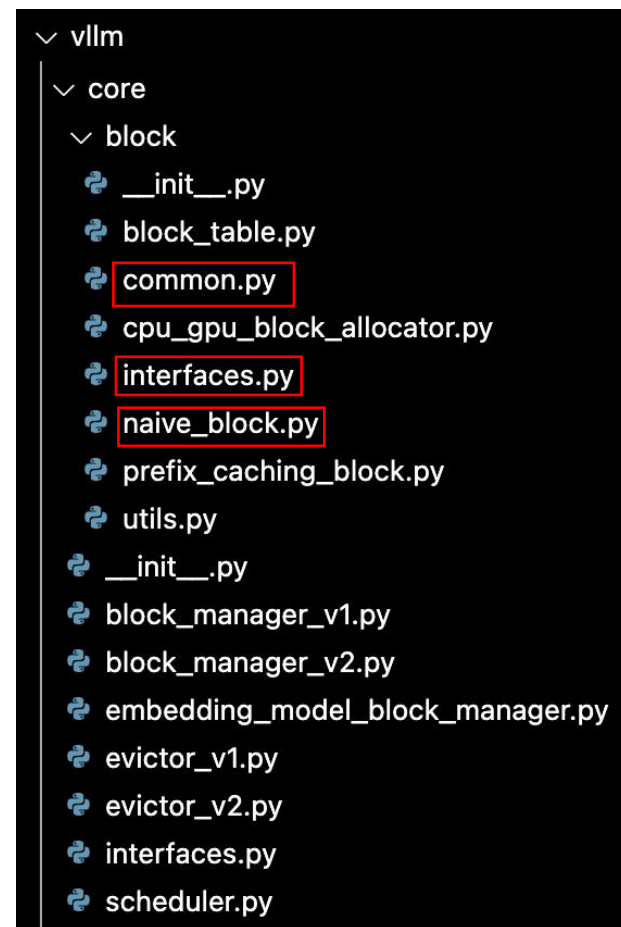 vllm
core
block
__init__.py
block_table.py
common.py
cpu_gpu_block_allocator.py
interfaces.py
naive_block.py
prefix_caching_block.py
utils.py
__init__.py
block_manager_v1.py
block_manager_v2.py
embedding_model_block_manager.py
evictor_v1.py
evictor_v2.py
interfaces.py
scheduler.py